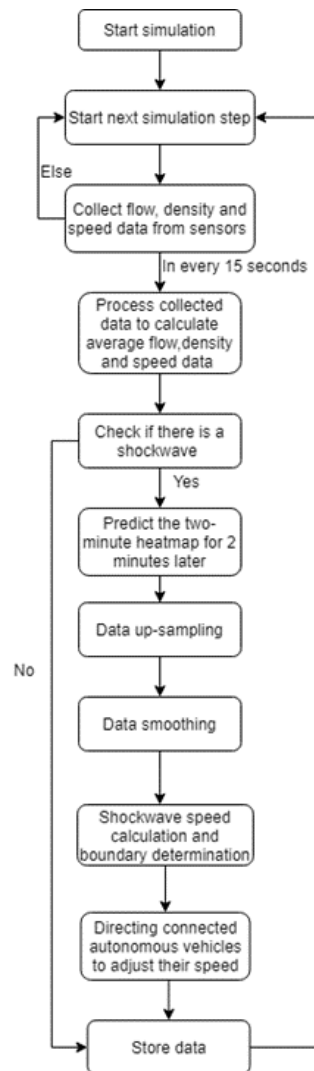 Start simulation
Start next simulation step
Else
Collect flow, density and
speed data from sensors
In every 15 seconds
Process collected
data to calculate
average flow,density
and speed data
Check if there is a
shockwave
Yes
Predict the two-
minute heatmap for 2
minutes later
Data up-sampling
No
Data smoothing
Shockwave speed
calculation and
boundary determination
Directing connected
autonomous vehicles
to adjust their speed
Store data